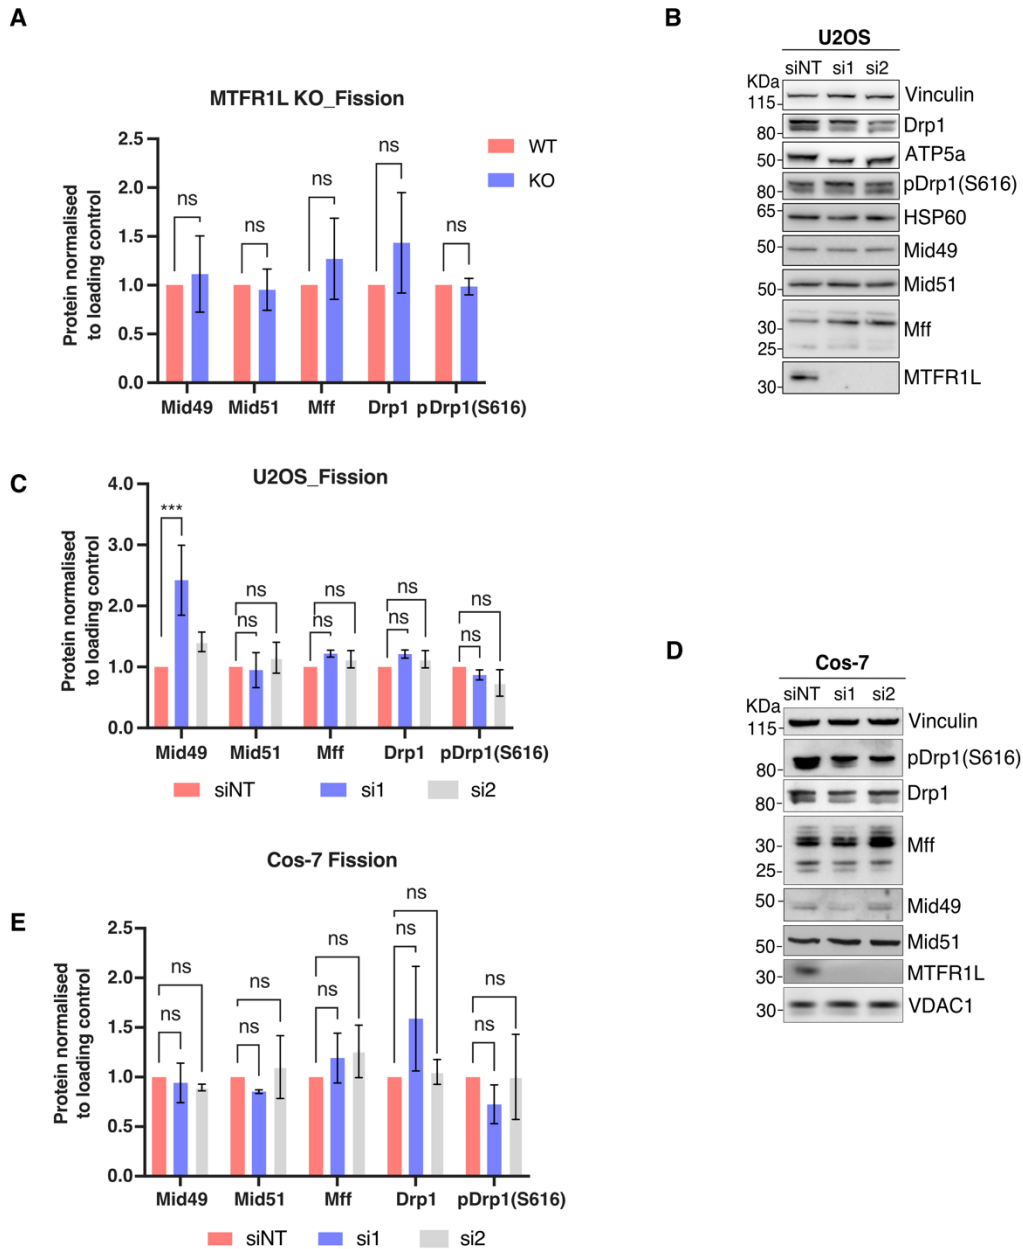 A
MTFR1L KO_Fission
Protein normalised
to loading control
2.5
2.0
1.5
1.0
0.5
0.0
ns
ns
ns
ns
ns
WT
KO
Mid49 Mid51 Mff Drp1 pDrp1(S616)
B
U2OS
siNT si1 si2
KDa
115- Vinculin
80- Drp1
50- ATP5a
80- pDrp1(S616)
65- HSP60
50- Mid49
50- Mid51
30- Mff
25-
30- MTFR1L
C
U2OS_Fission
Protein normalised
to loading control
4.0
3.0
2.0
1.0
0.0
***
ns
ns
ns
ns
ns
ns
ns
ns
Mid49 Mid51 Mff Drp1 pDrp1(S616)
siNT si1 si2
D
Cos-7
siNT si1 si2
KDa
115- Vinculin
80- pDrp1(S616)
80- Drp1
30- Mff
25-
50- Mid49
50- Mid51
30- MTFR1L
30- VDAC1
E
Cos-7 Fission
Protein normalised
to loading control
2.5
2.0
1.5
1.0
0.5
0.0
ns
ns
ns
ns
ns
ns
ns
ns
ns
ns
Mid49 Mid51 Mff Drp1 pDrp1(S616)
siNT si1 si2